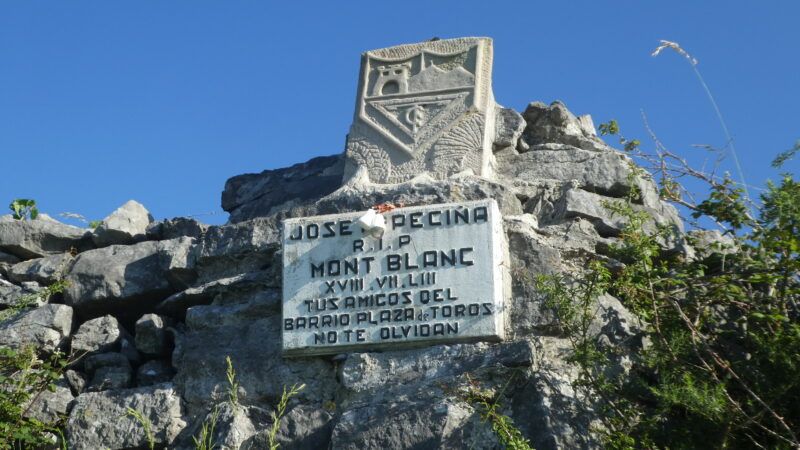 JOSE PECIÑA
R.I.P
MONT BLANC
XVIII.VII.LIII
TUS AMIGOS DEL
BARRIO PLAZA de TOROS
NO TE OLVIDAN